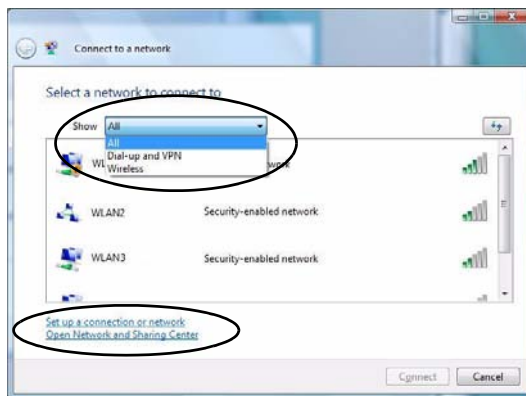 Connect to a network
Select a network to connect to
Show All
All
Dial-up and VPN
Wireless
WLAN2 Security-enabled network
WLAN3 Security-enabled network
Set up a connection or network
Open Network and Sharing Center
Connect Cancel